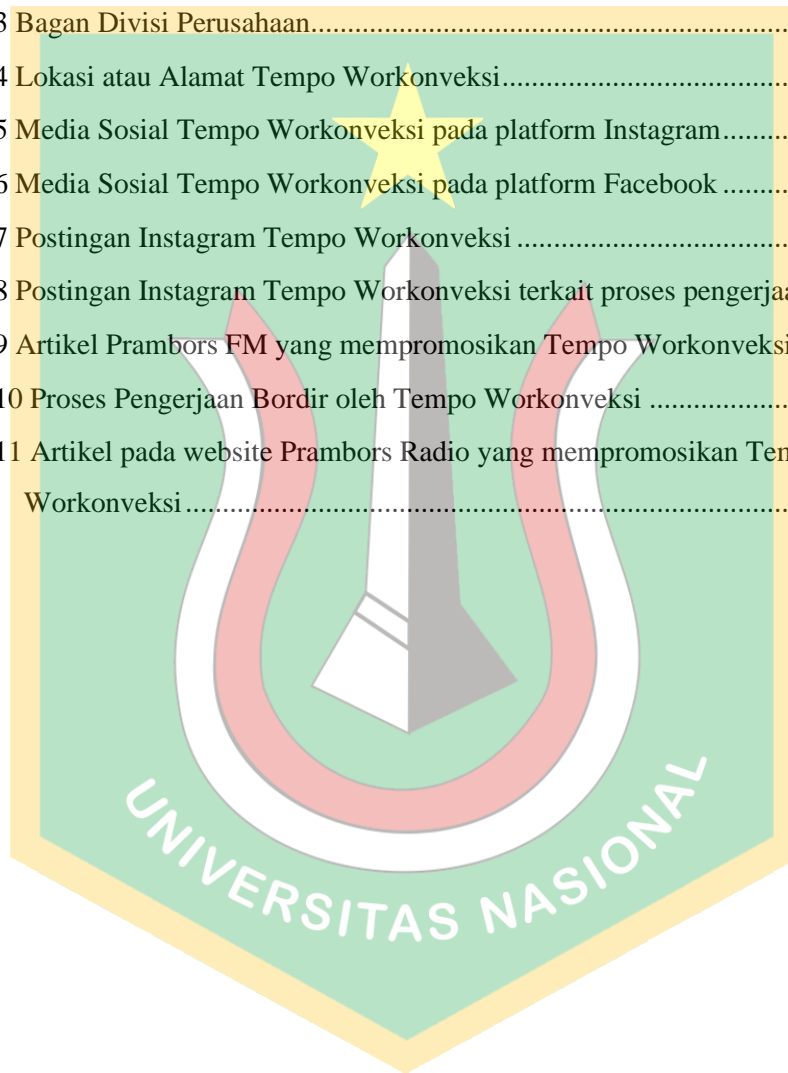 3 Bagan Divisi Perusahaan................................................................
4 Lokasi atau Alamat Tempo Workonveksi.......................................
5 Media Sosial Tempo Workonveksi pada platform Instagram.........
6 Media Sosial Tempo Workonveksi pada platform Facebook .........
7 Postingan Instagram Tempo Workonveksi .....................................
8 Postingan Instagram Tempo Workonveksi terkait proses
9 Artikel Prambors FM yang mempromosikan Tempo Workonveksi
10 Proses Pengerjaan Bordir oleh Tempo Workonveksi ...................
11 Artikel pada website Prambors Radio yang mempromosikan
Workonveksi....................................................................................
UNIVERSITAS NASIONAL